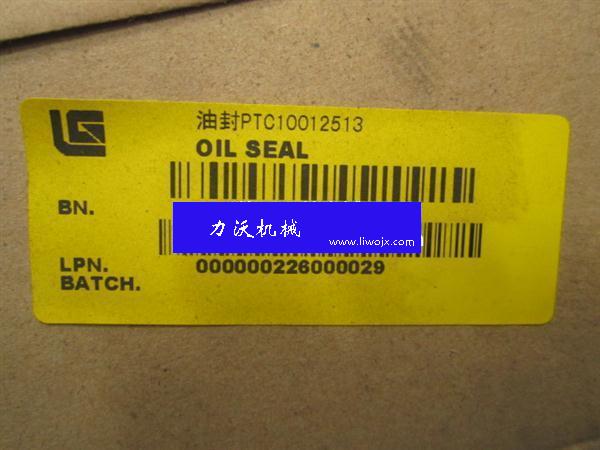 油封PTC10012513
OIL SEAL
BN.
力沃机械
www.liwojx.com
LPN.
000000226000029
BATCH.